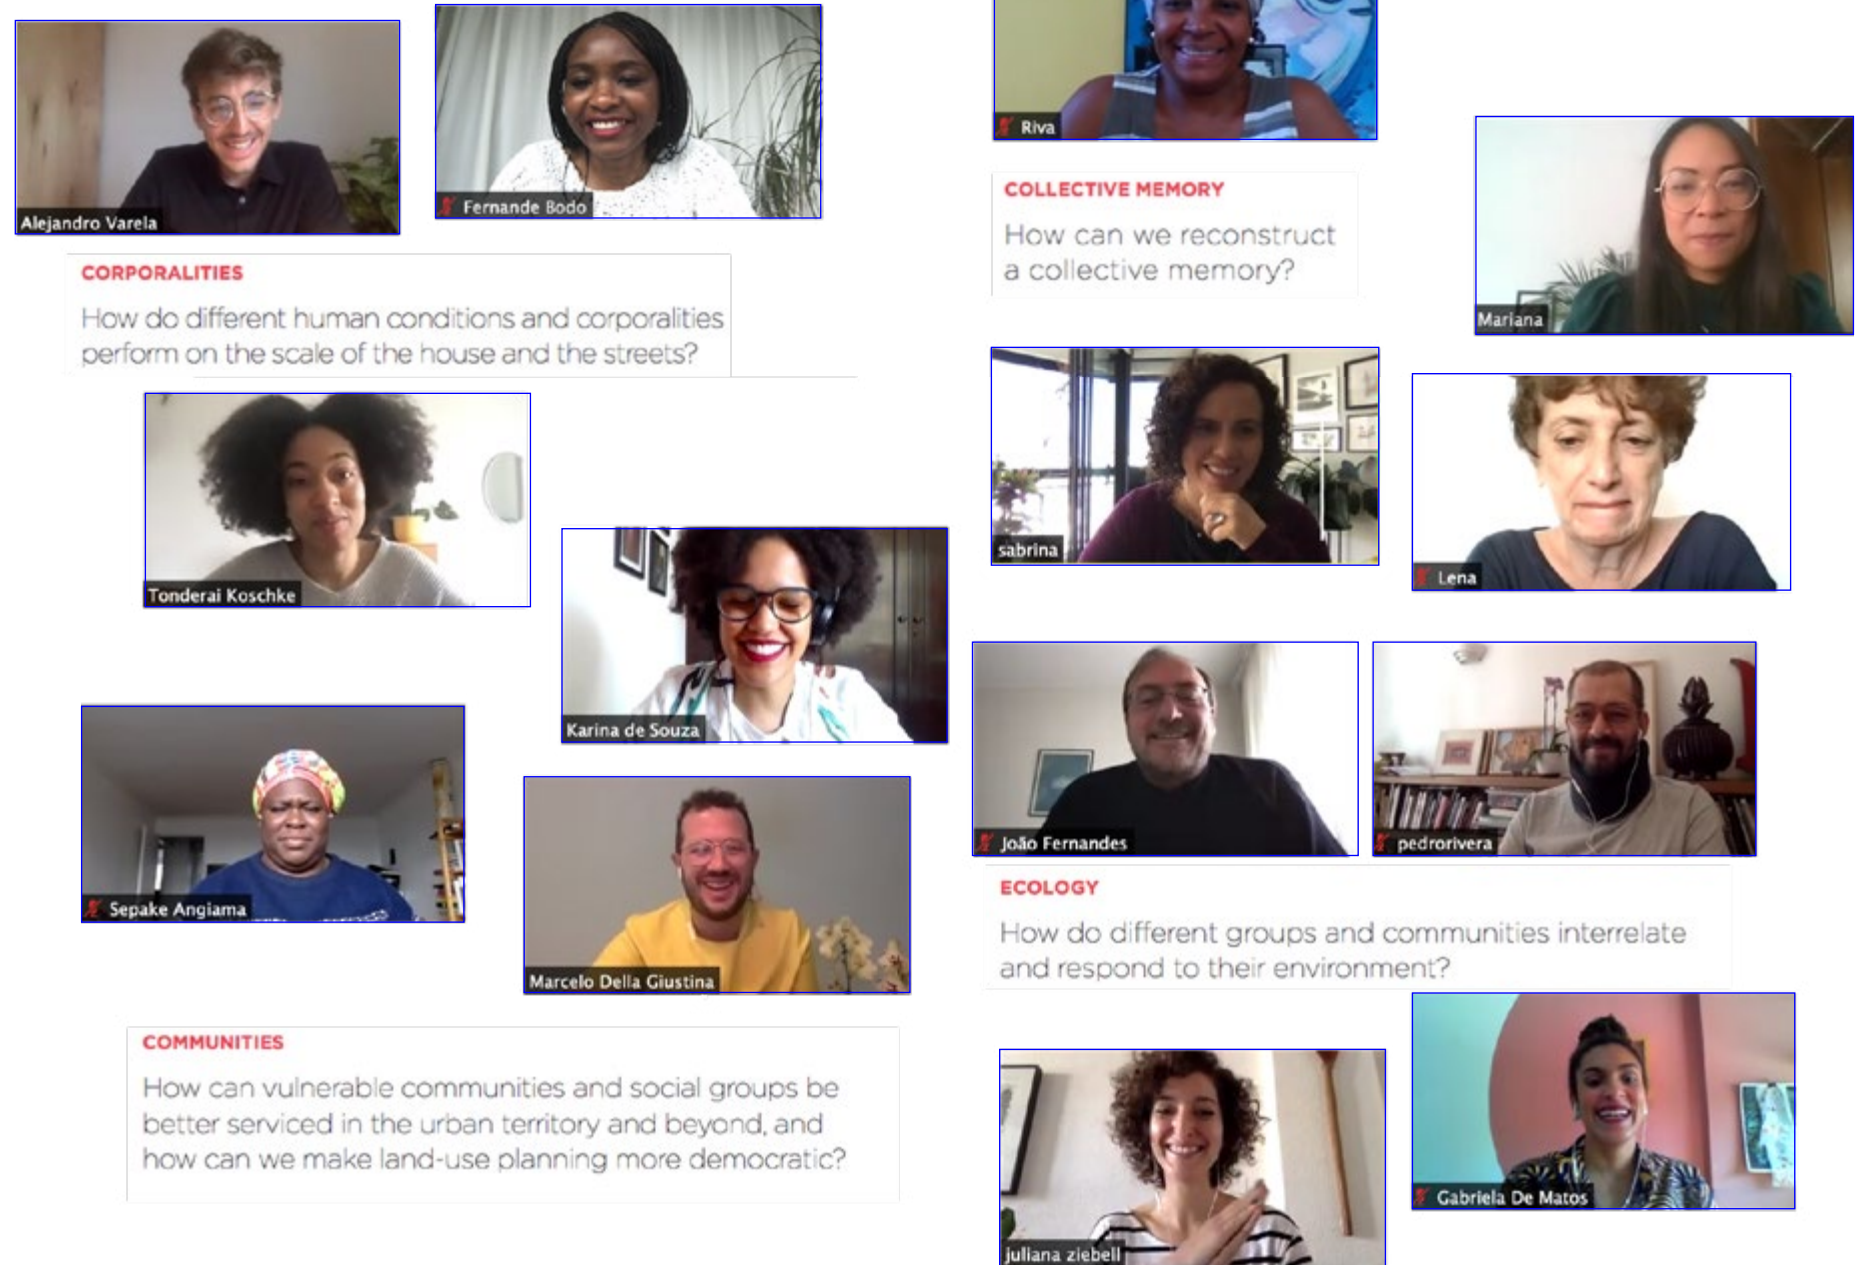 Alejandro Varela
Fernande Bodo
CORPORALITIES
How do different human conditions and corporalities
perform on the scale of the house and the streets?
Tonderai Koschke
Karina de Souza
Sepake Angiama
Marcelo Della Giustina
COMMUNITIES
How can vulnerable communities and social groups be
better serviced in the urban territory and beyond, and
how can we make land-use planning more democratic?
Riva
COLLECTIVE MEMORY
How can we reconstruct
a collective memory?
Mariana
sabrina
Lena
João Fernandes
pedrorivera
ECOLOGY
How do different groups and communities interrelate
and respond to their environment?
juliana ziebell
Gabriela De Matos